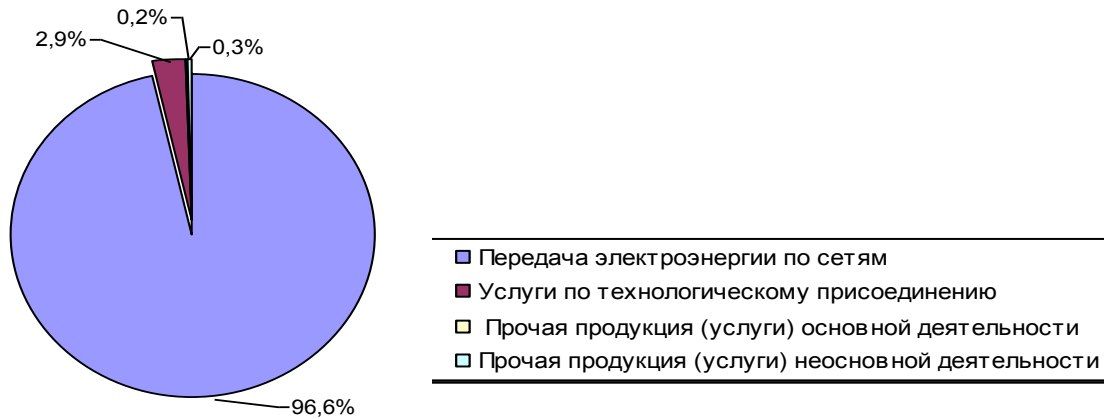 0,2%
2,9%
0,3%
Передача электроэнергии по сетям
Услуги по технологическому присоединению
Прочая продукция (услуги) основной деятельности
Прочая продукция (услуги) неосновной деятельности
96,6%